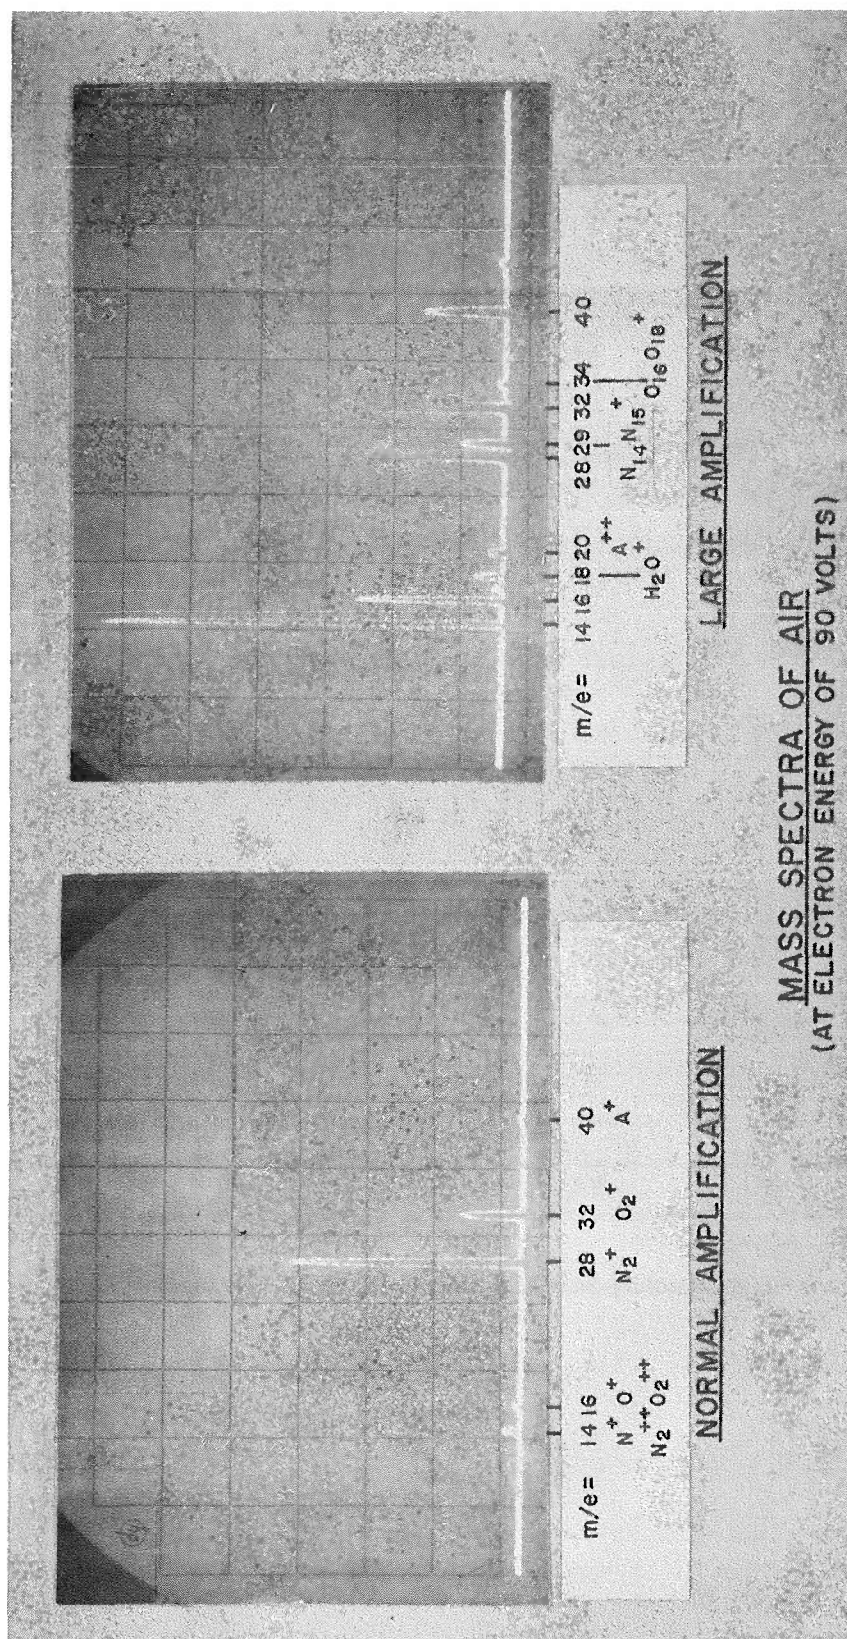 m/e = 14 16 28 32 40
N⁺ O⁺ N₂⁺ O₂⁺ A⁺
N₂⁺⁺ O₂⁺⁺
NORMAL AMPLIFICATION
m/e = 14 16 18 20 28 29 32 34 40
A⁺⁺ N₁₄N₁₅⁺ O₁₆O₁₈⁺
H₂O⁺
LARGE AMPLIFICATION
MASS SPECTRA OF AIR
(AT ELECTRON ENERGY OF 90 VOLTS)